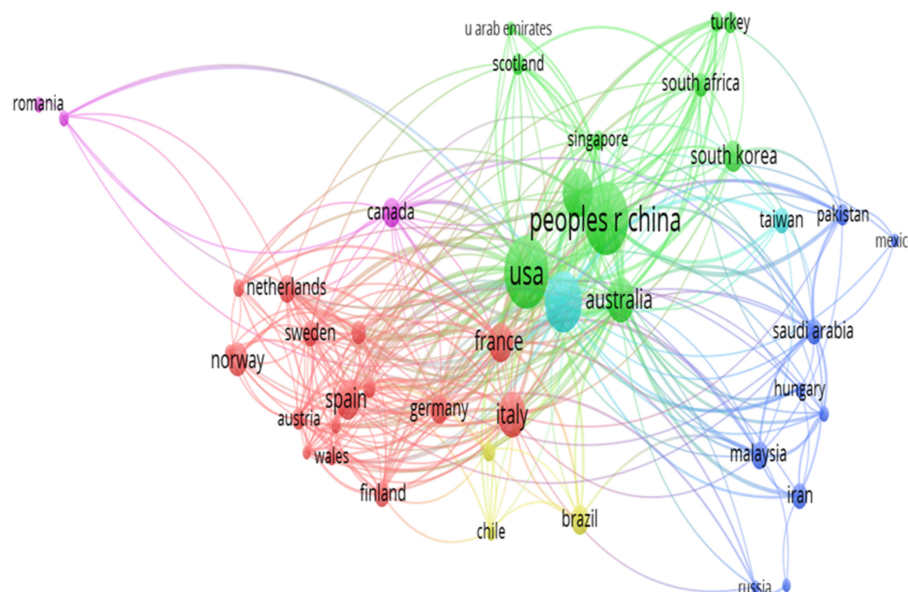 turkey
u arab emirates
scotland
south africa
romania
singapore
south korea
canada
peoples r china
taiwan
pakistan
mexic
usa
netherlands
australia
sweden
france
saudi arabia
norway
hungary
spain
germany
italy
austria
malaysia
wales
finland
iran
chile
brazil
russia